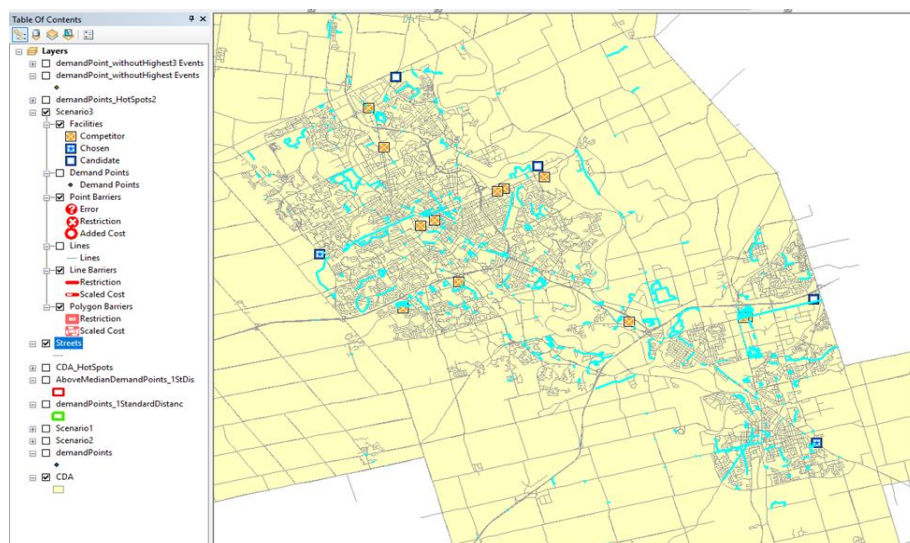 Table Of Contents
Layers
demandPoint_withoutHighest3 Events
demandPoint_withoutHighest Events
demandPoints_HotSpots2
Scenario3
Facilities
Competitor
Chosen
Candidate
Demand Points
Demand Points
Point Barriers
Error
Restriction
Added Cost
Lines
Lines
Line Barriers
Restriction
Scaled Cost
Polygon Barriers
Restriction
Scaled Cost
Streets
CDA_HotSpots
AboveMedianDemandPoints_1StDis
demandPoints_1StandardDistanc
Scenario1
Scenario2
demandPoints
CDA